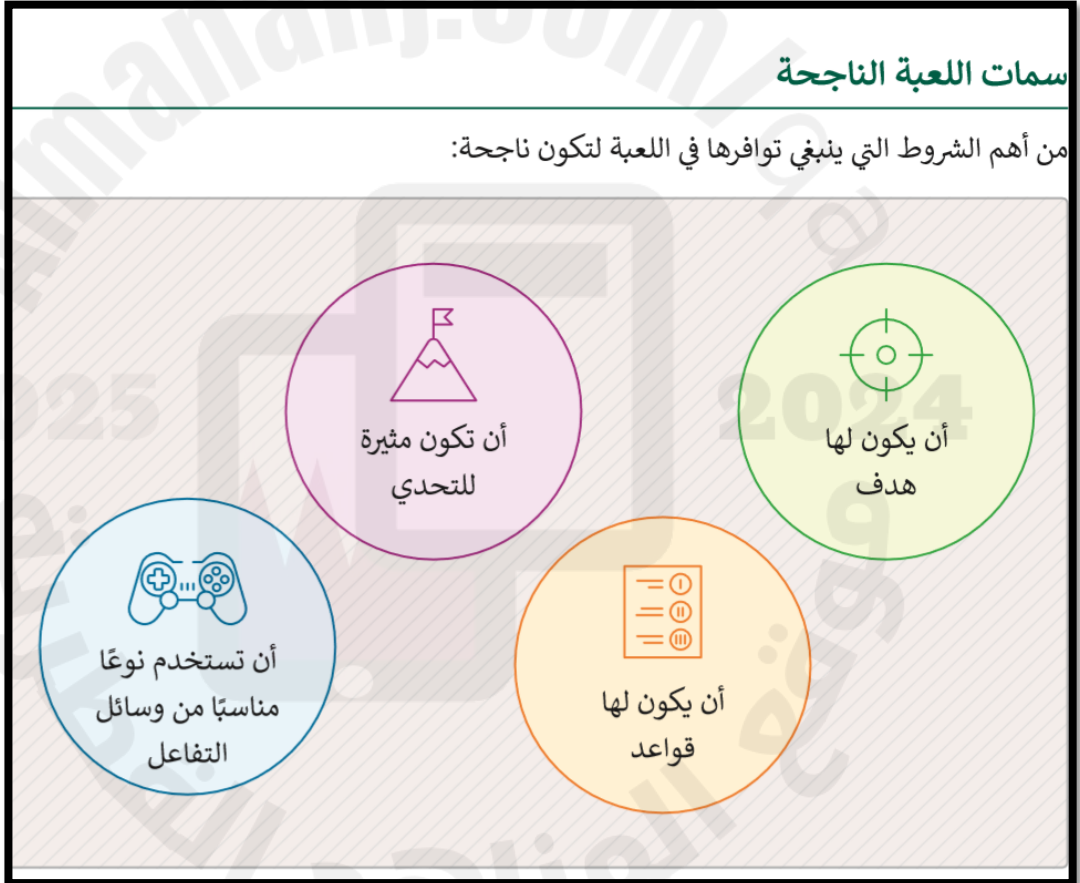 سمات اللعبة الناجحة
من أهم الشروط التي ينبغي توافرها في اللعبة لتكون ناجحة:
أن يكون لها
هدف
أن تكون مثيرة
للتحدي
أن يكون لها
قواعد
أن تستخدم نوعًا
مناسبًا من وسائل
التفاعل
2024